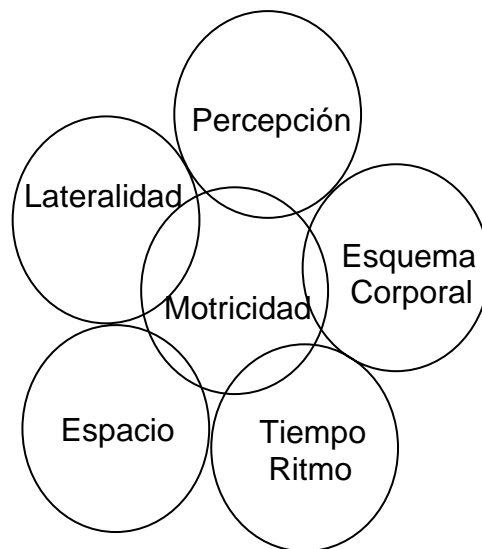 Percepción
Lateralidad
Esquema
Corporal
Motricidad
Espacio
Tiempo
Ritmo